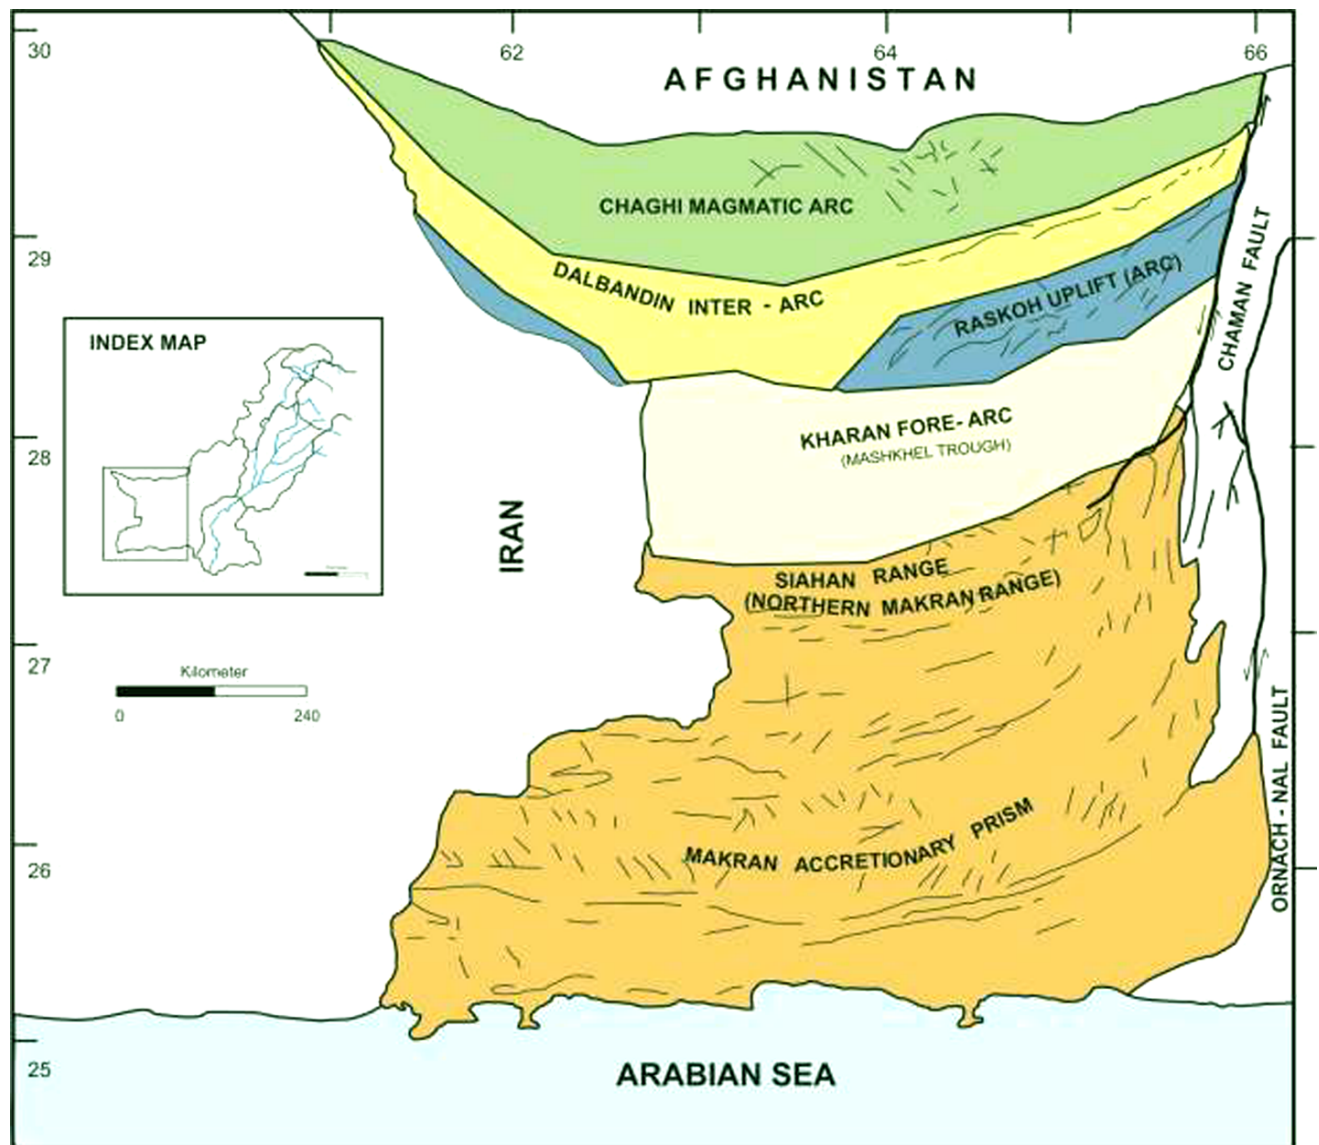 30
62
64
66
AFGHANISTAN
CHAGHI MAGMATIC ARC
29
DALBANDIN INTER - ARC
RASKOH UPLIFT (ARC)
CHAMAN FAULT
INDEX MAP
KHARAN FORE- ARC
(MASHKHEL TROUGH)
28
IRAN
SIAHAN RANGE
(NORTHERN MAKRAN RANGE)
27
Kilometer
0 240
ORNACH - NAL FAULT
MAKRAN ACCRETIONARY PRISM
26
25
ARABIAN SEA